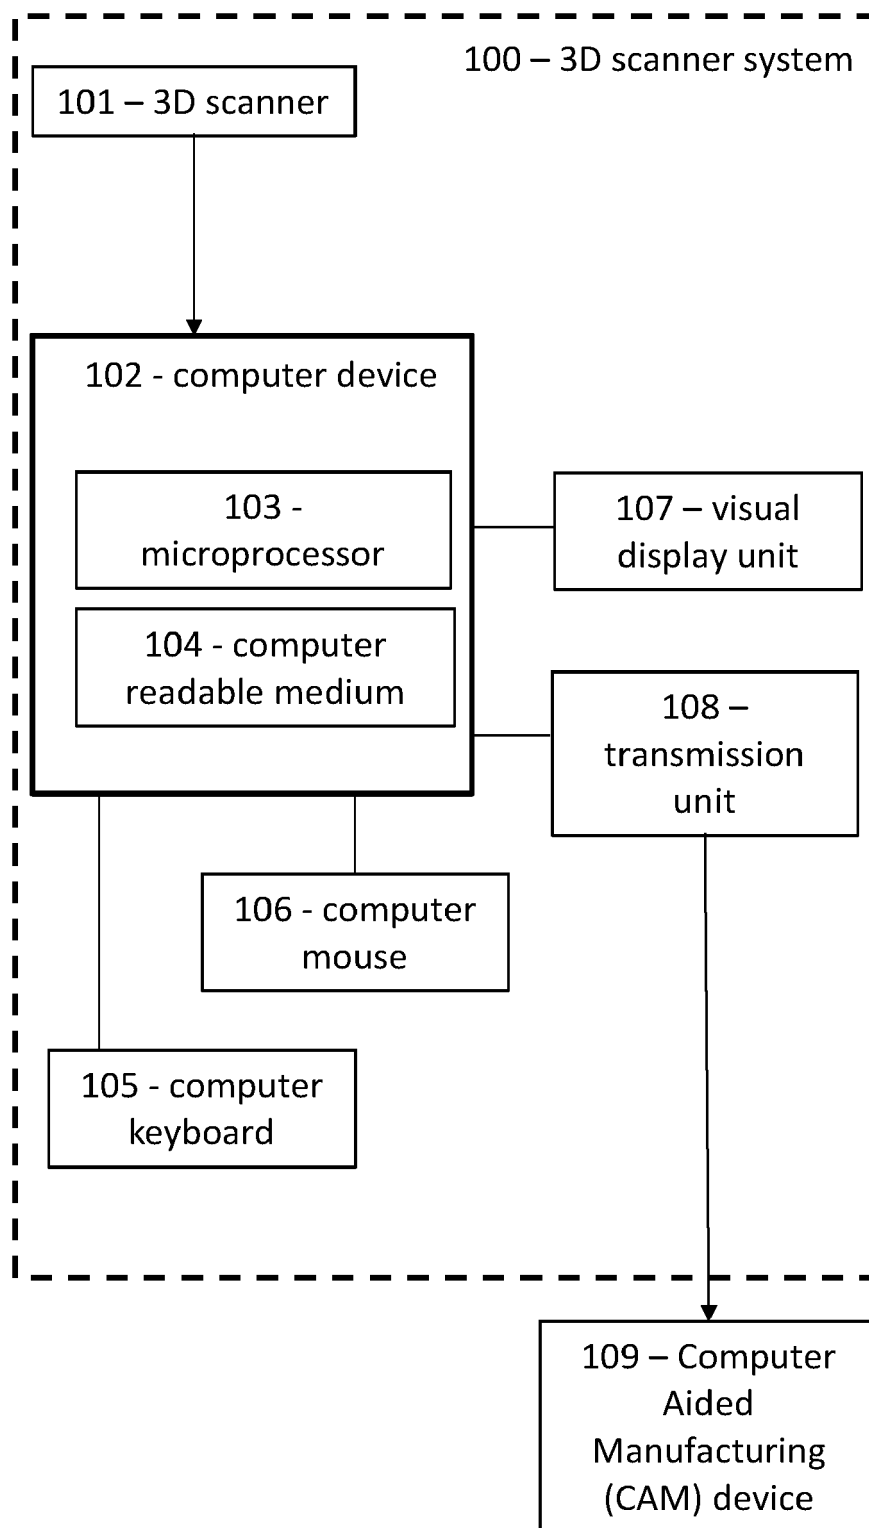 100 – 3D scanner system
101 – 3D scanner
102 - computer device
103 -
microprocessor
104 - computer
readable medium
107 – visual
display unit
108 –
transmission
unit
106 - computer
mouse
105 - computer
keyboard
109 – Computer
Aided
Manufacturing
(CAM) device